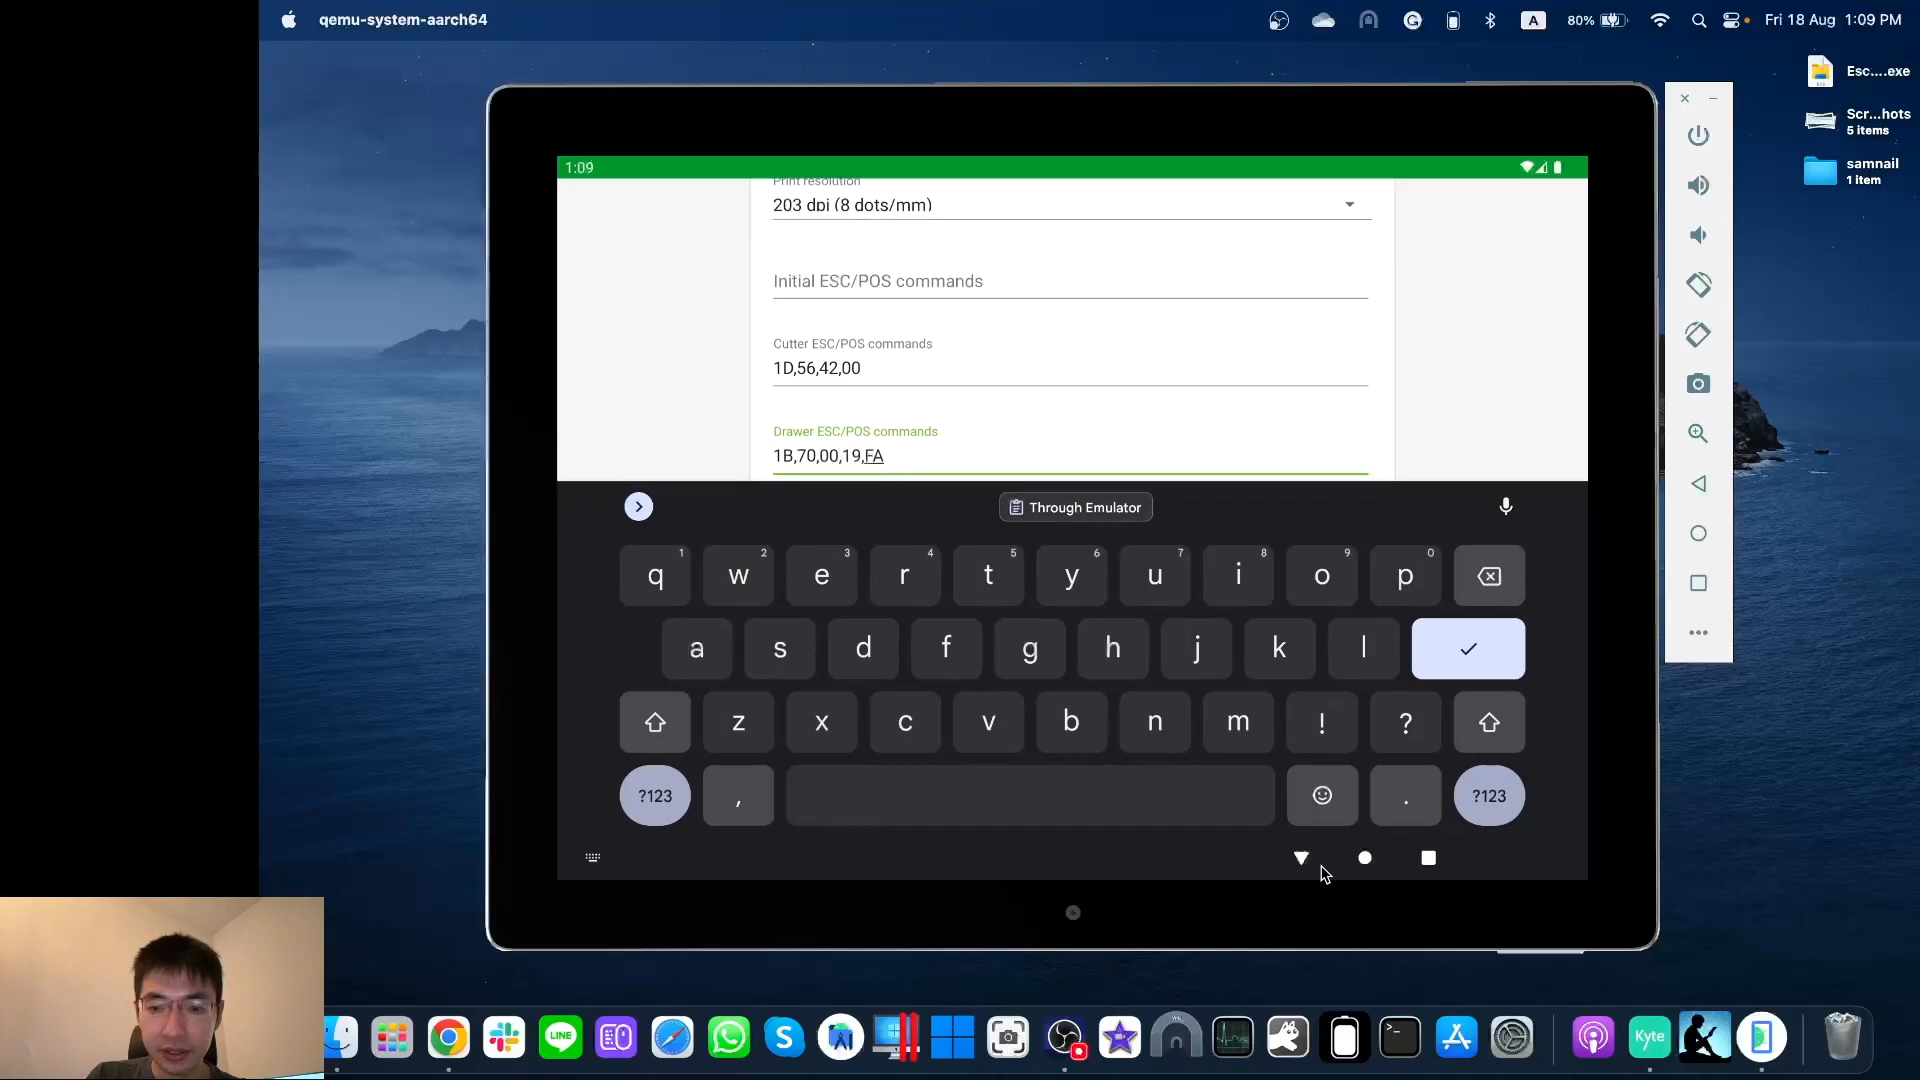 qemu-system-aarch64
A
80%
Fri 18 Aug 1:09 PM
Esc....exe
Scr...hots
5 items
samnail
1 item
1:09
Print resolution
203 dpi (8 dots/mm)
Initial ESC/POS commands
Cutter ESC/POS commands
1D,56,42,00
Drawer ESC/POS commands
1B,70,00,19,FA
Through Emulator
1 2 3 4 5 6 7 8 9 0
q w e r t y u i o p
a s d f g h j k l
z x c v b n m ! ?
?123 , . ?123
LINE
Kyte